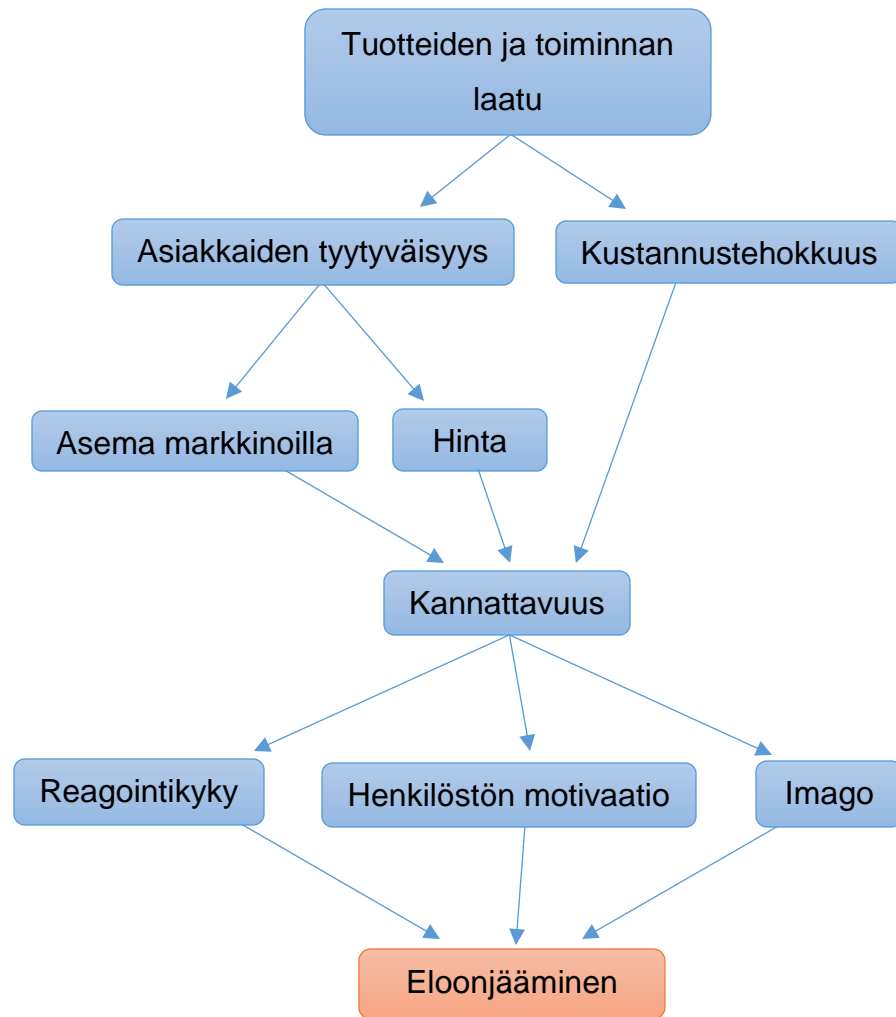 Tuotteiden ja toiminnan
laatu
Asiakkaiden tyytyväisyys
Kustannustehokkuus
Asema markkinoilla
Hinta
Kannattavuus
Reagointikyky
Henkilöstön motivaatio
Imago
Eloonjääminen